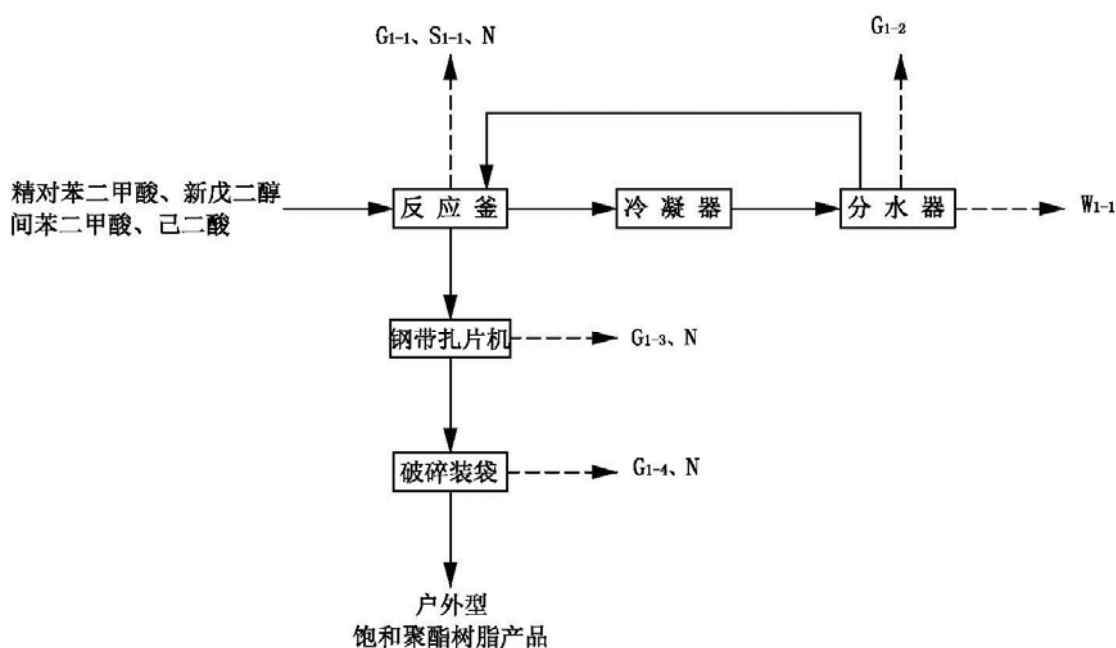 G1-1、S1-1、N
G1-2
精对苯二甲酸、新戊二醇
间苯二甲酸、己二酸
反应釜
冷凝器
分水器
W1-1
钢带扎片机
G1-3、N
破碎装袋
G1-4、N
户外型
饱和聚酯树脂产品